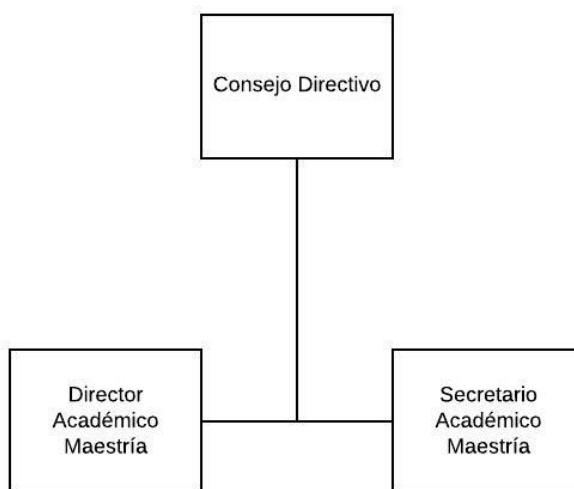 Consejo Directivo
Director
Académico
Maestría
Secretario
Académico
Maestría